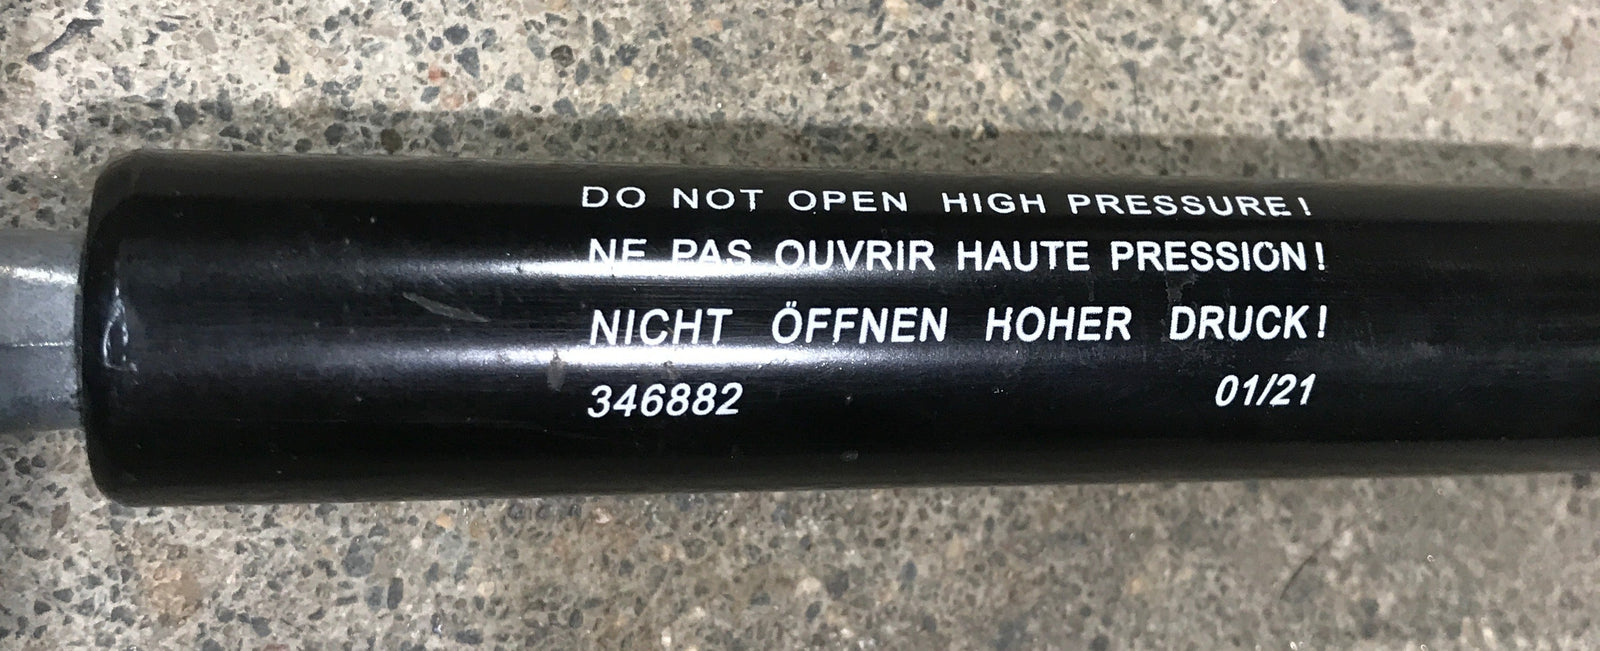 DO NOT OPEN HIGH PRESSURE!
NE PAS OUVRIR HAUTE PRESSION!
NICHT ÖFFNEN HOHER DRUCK!
346882 01/21